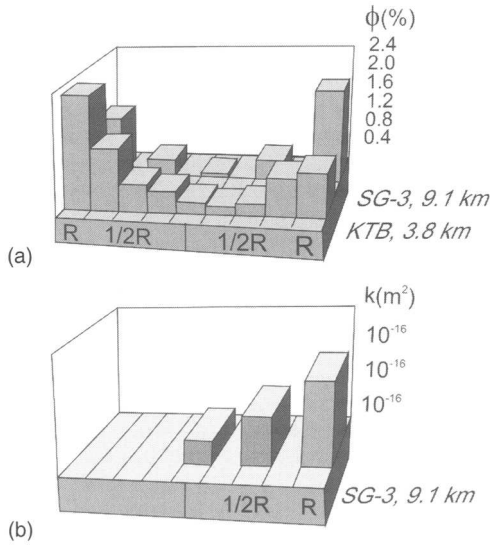 ϕ(%)
2.4
2.0
1.6
1.2
0.8
0.4
SG-3, 9.1 km
KTB, 3.8 km
R 1/2R 1/2R R
(a)
k(m²)
10⁻¹⁶
10⁻¹⁶
10⁻¹⁶
1/2R R
SG-3, 9.1 km
(b)